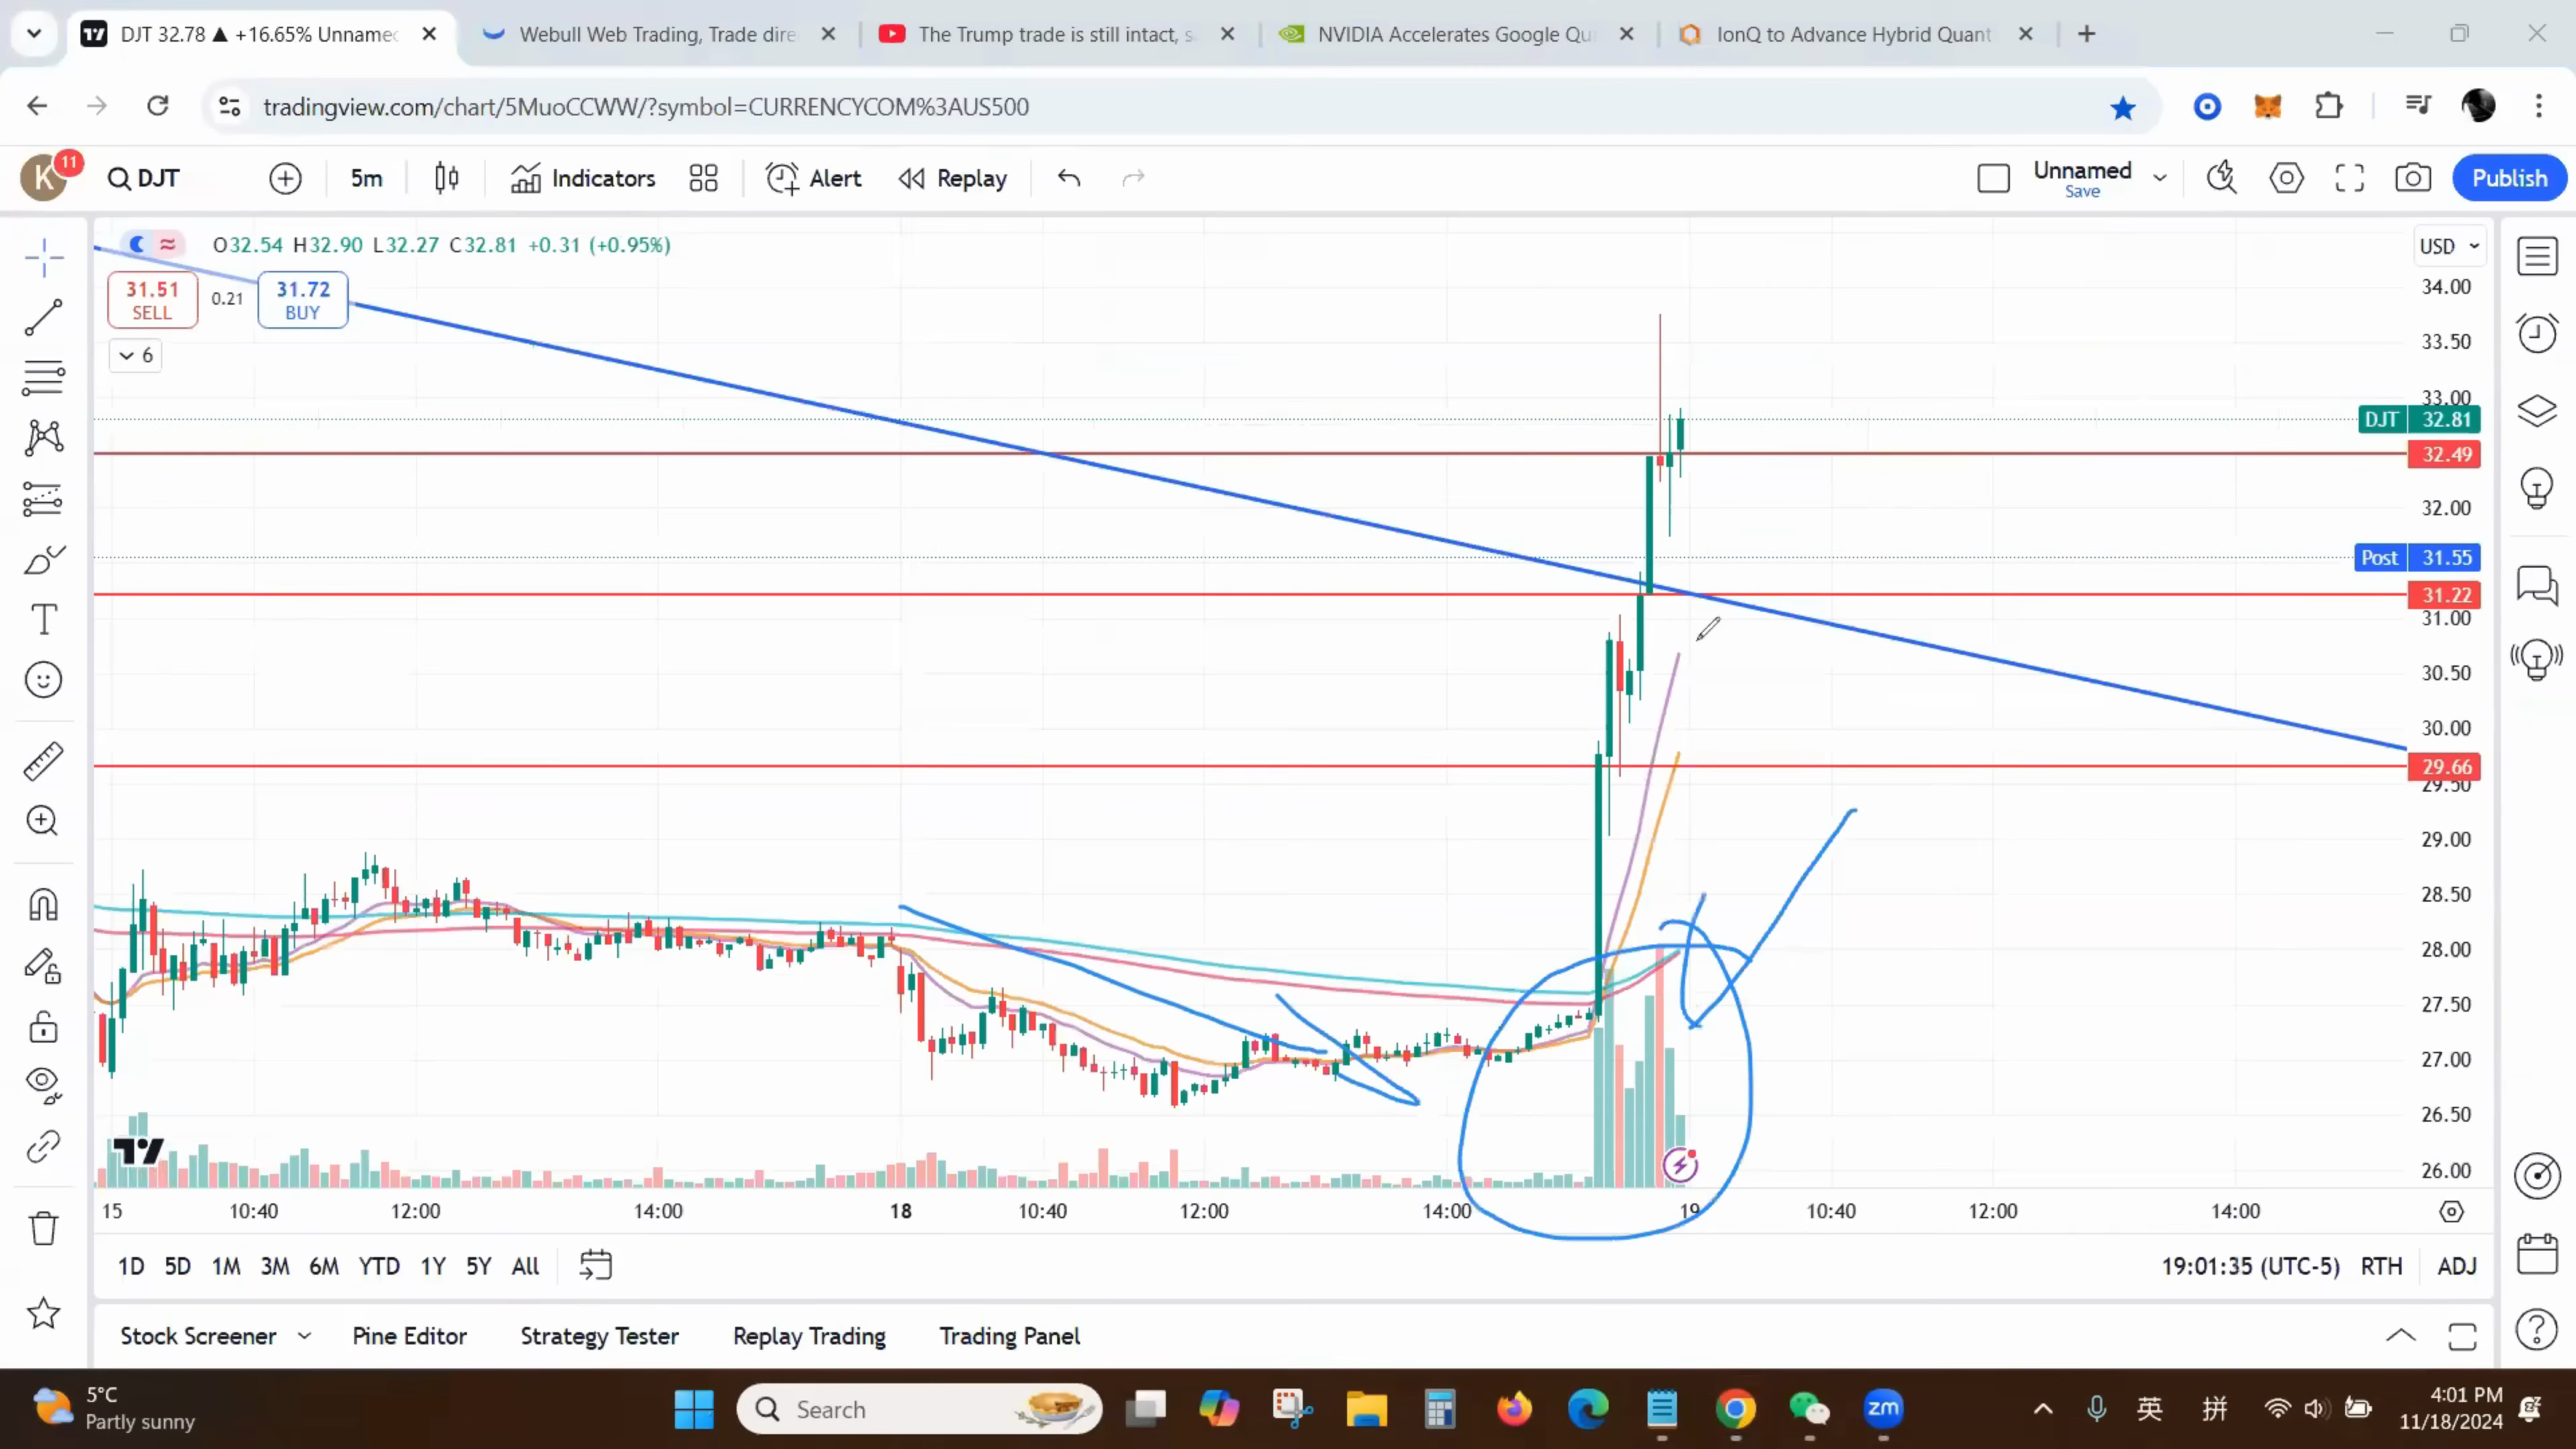 DJT 32.78 ▲ +16.65% Unname
Webull Web Trading, Trade dire
The Trump trade is still intact, s
NVIDIA Accelerates Google Qu
IonQ to Advance Hybrid Quant
tradingview.com/chart/5MuoCCWW/?symbol=CURRENCYCOM%3AUS500
K 11
DJT
5m
Indicators
Alert
Replay
Unnamed
Save
Publish
O32.54 H32.90 L32.27 C32.81 +0.31 (+0.95%)
USD
31.51
SELL
0.21
31.72
BUY
6
34.00
33.50
33.00
DJT 32.81
32.49
32.00
Post 31.55
31.22
31.00
30.50
30.00
29.66
29.50
29.00
28.50
28.00
27.50
27.00
26.50
26.00
15 10:40 12:00 14:00 18 10:40 12:00 14:00 19 10:40 12:00 14:00
1D 5D 1M 3M 6M YTD 1Y 5Y All
19:01:35 (UTC-5) RTH ADJ
Stock Screener
Pine Editor
Strategy Tester
Replay Trading
Trading Panel
5°C
Partly sunny
Search
zm
英
拼
4:01 PM
11/18/2024